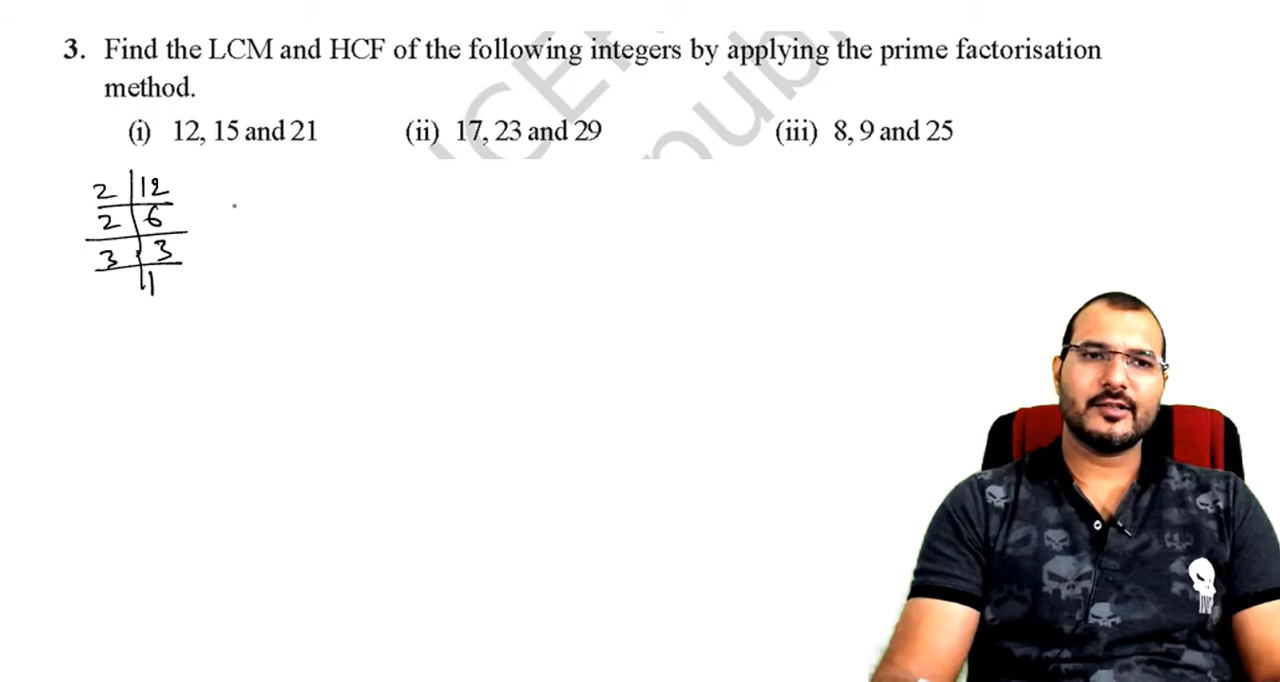 3. Find the LCM and HCF of the following integers by applying the prime factorisation
method.
(i) 12, 15 and 21 (ii) 17, 23 and 29 (iii) 8, 9 and 25
2 | 12
2 | 6
3 | 3
1